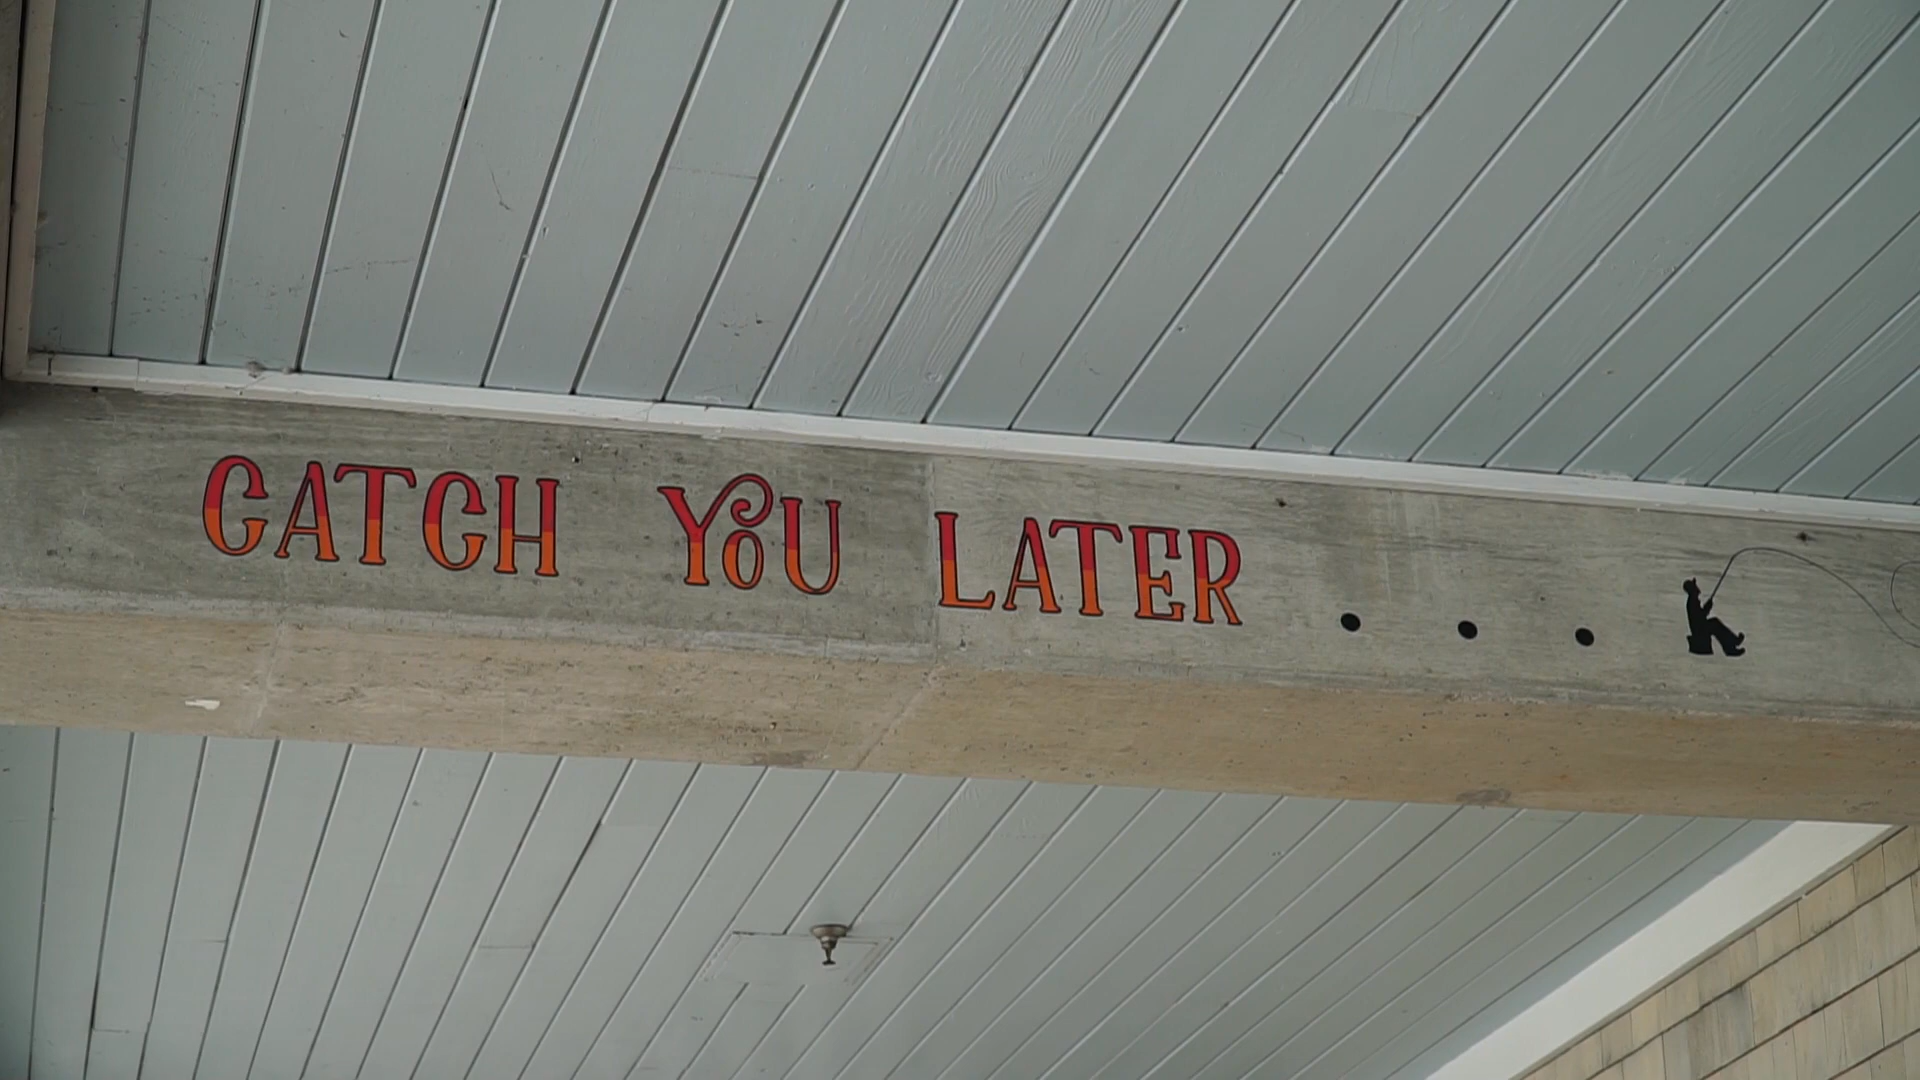 CATCH YOU LATER . . .